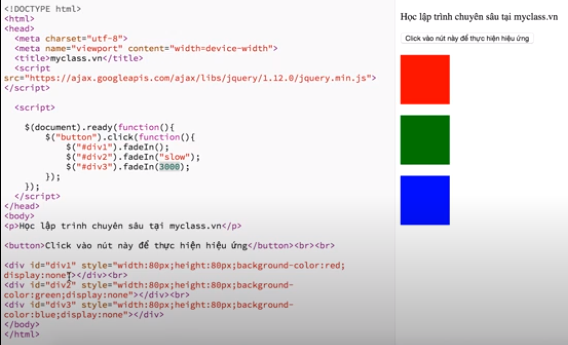 <!DOCTYPE html>
<html>
<head>
<meta charset="utf-8">
<meta name="viewport" content="width=device-width">
<title>myclass.vn</title>
<script
src="https://ajax.googleapis.com/ajax/libs/jquery/1.12.0/jquery.min.js">
</script>
<script>
$(document).ready(function(){
$("button").click(function(){
$("#div1").fadeIn();
$("#div2").fadeIn("slow");
$("#div3").fadeIn(3000);
});
});
</script>
</head>
<body>
<p>Học lập trình chuyên sâu tại myclass.vn</p>
<button>Click vào nút này để thực hiện hiệu ứng</button><br><br>
<div id="div1" style="width:80px;height:80px;background-color:red;
display:none"></div><br>
<div id="div2" style="width:80px;height:80px;background-
color:green;display:none"></div><br>
<div id="div3" style="width:80px;height:80px;background-
color:blue;display:none"></div>
</body>
</html>
Học lập trình chuyên sâu tại myclass.vn
Click vào nút này để thực hiện hiệu ứng